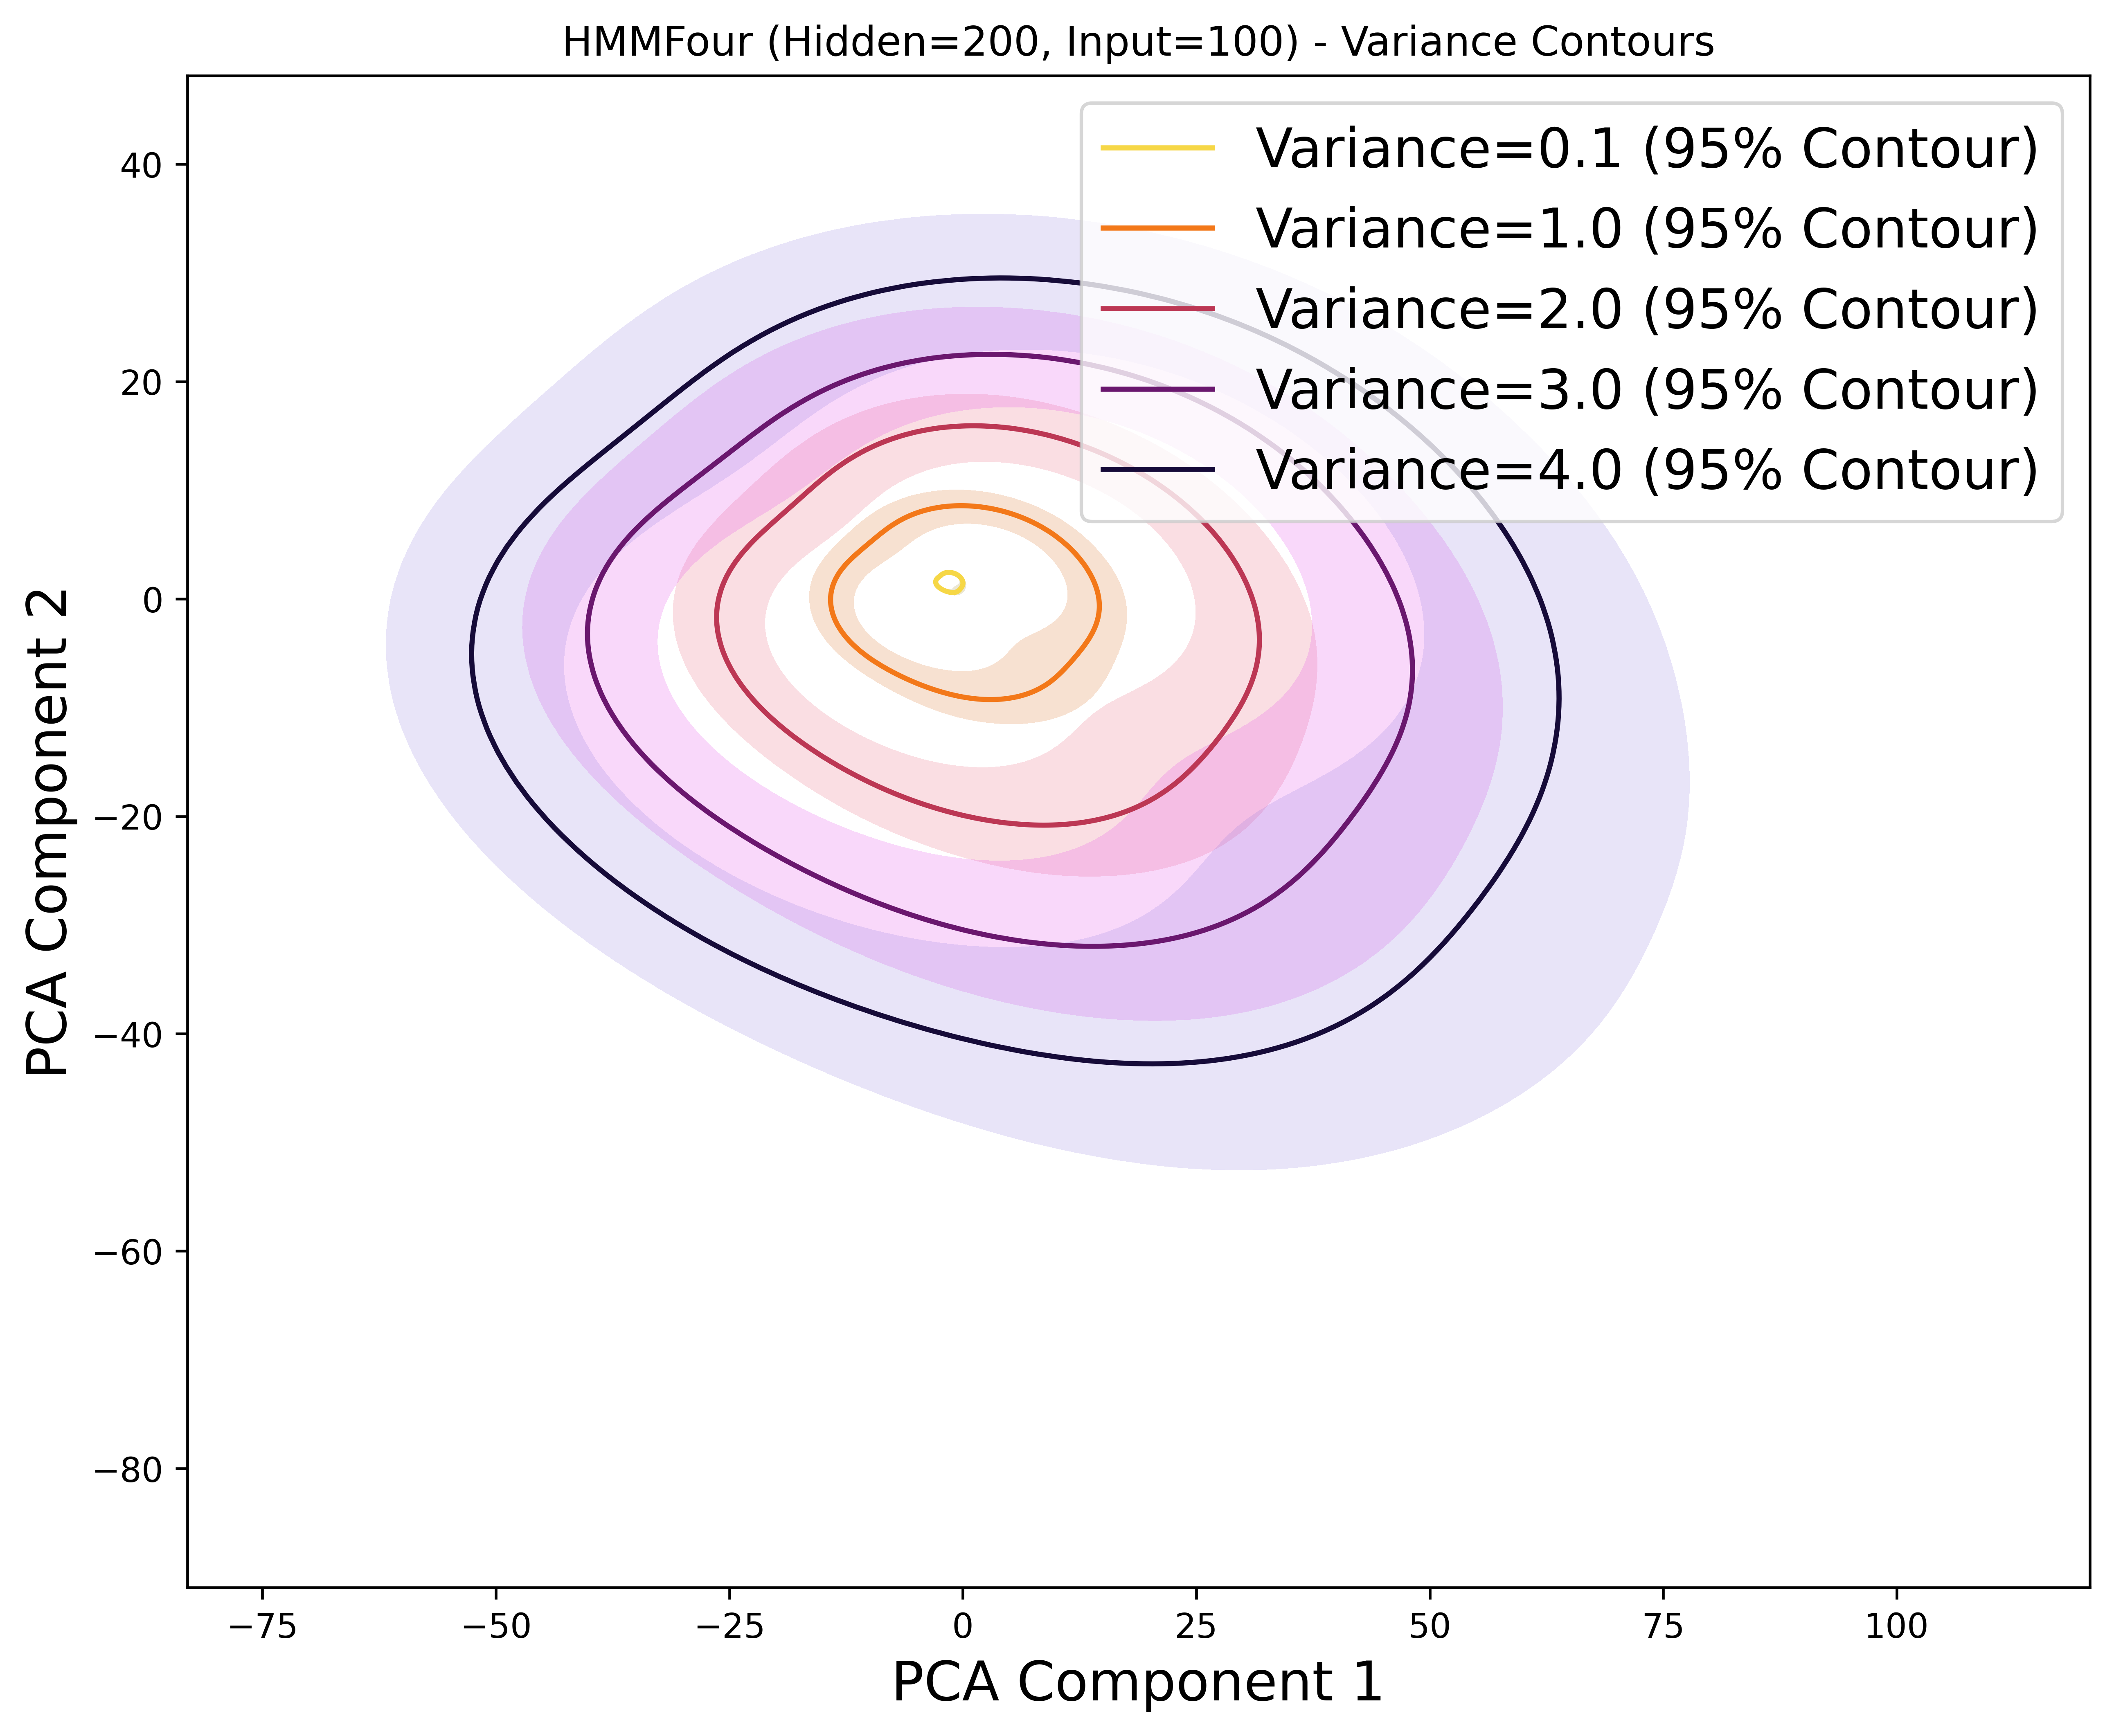 HMMFour (Hidden=200, Input=100) - Variance Contours
Variance=0.1 (95% Contour)
Variance=1.0 (95% Contour)
Variance=2.0 (95% Contour)
Variance=3.0 (95% Contour)
Variance=4.0 (95% Contour)
PCA Component 2
40
20
0
−20
−40
−60
−80
−75
−50
−25
0
25
50
75
100
PCA Component 1